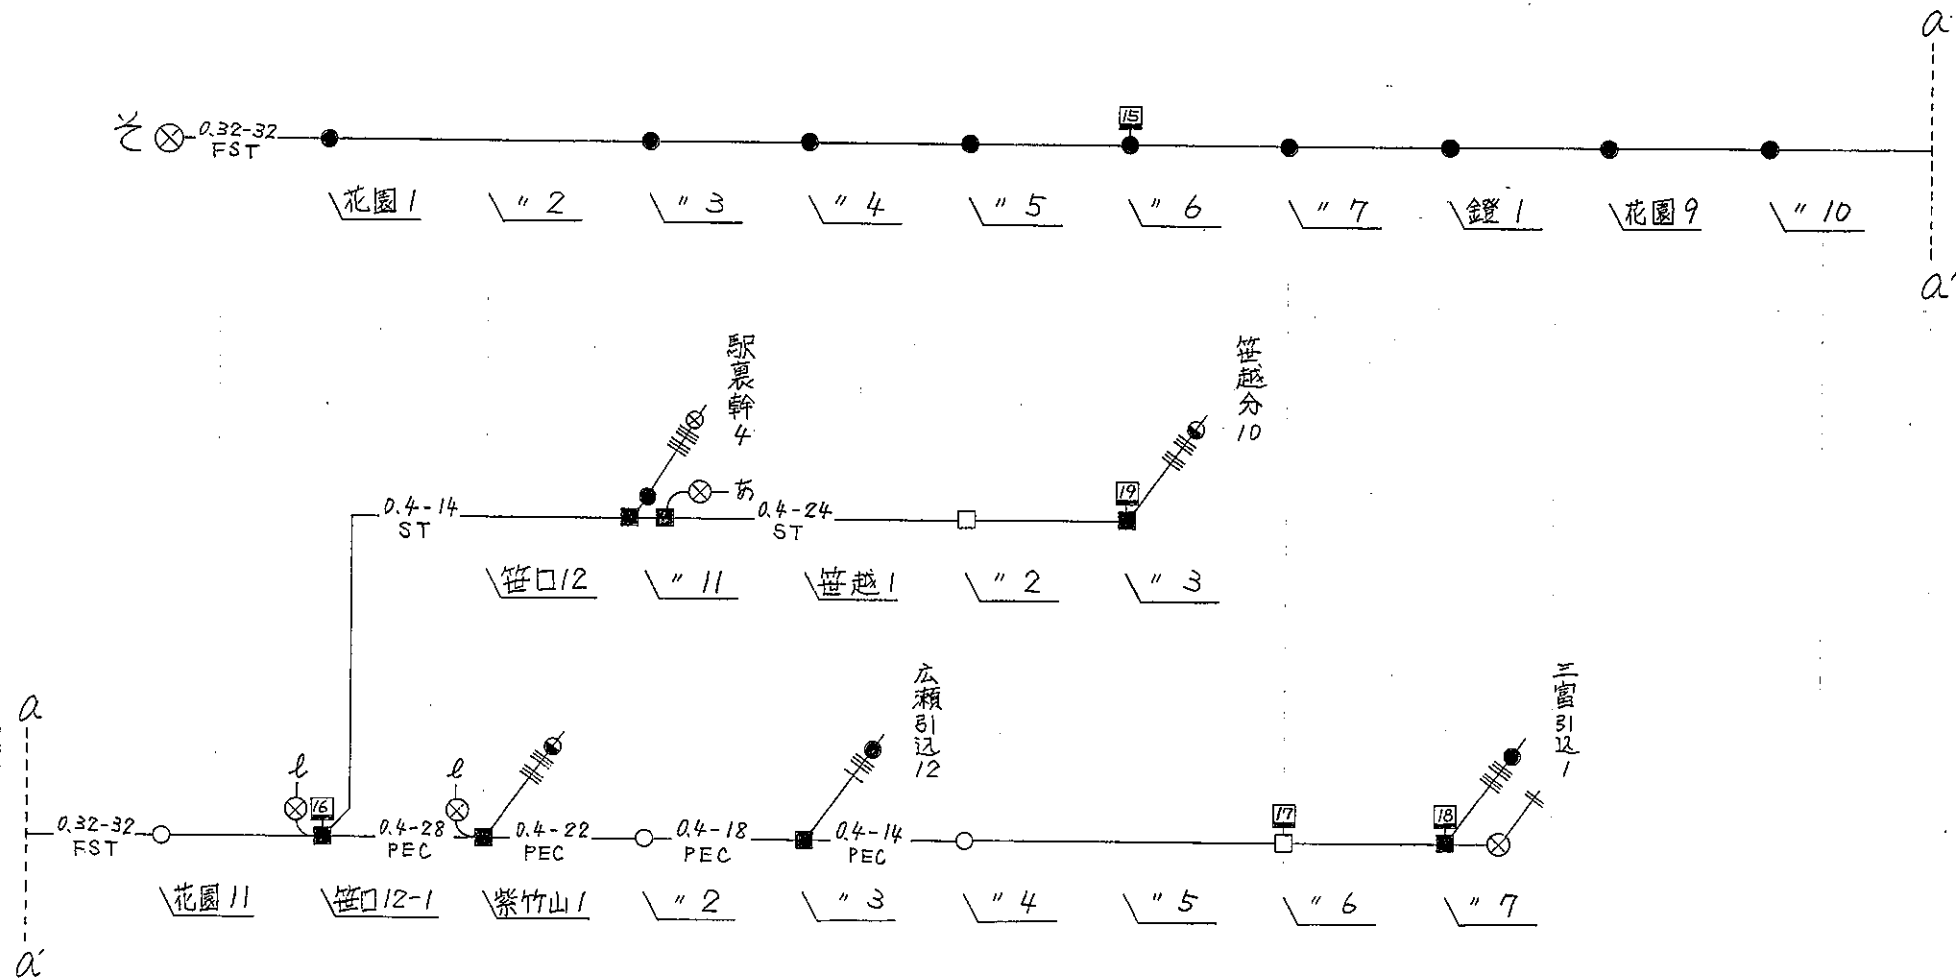 a
そ
0.32-32
FST
15
花園1
〃 2
〃 3
〃 4
〃 5
〃 6
〃 7
鐙1
花園9
〃 10
a'
駅裏幹4
笹越分10
0.4-14
ST
あ
0.4-24
ST
19
笹口12
〃 11
笹越1
〃 2
〃 3
広瀬引込12
三富引込1
a
0.32-32
FST
l
16
0.4-28
PEC
l
0.4-22
PEC
0.4-18
PEC
0.4-14
PEC
17
18
花園11
笹口12-1
紫竹山1
〃 2
〃 3
〃 4
〃 5
〃 6
〃 7
a'